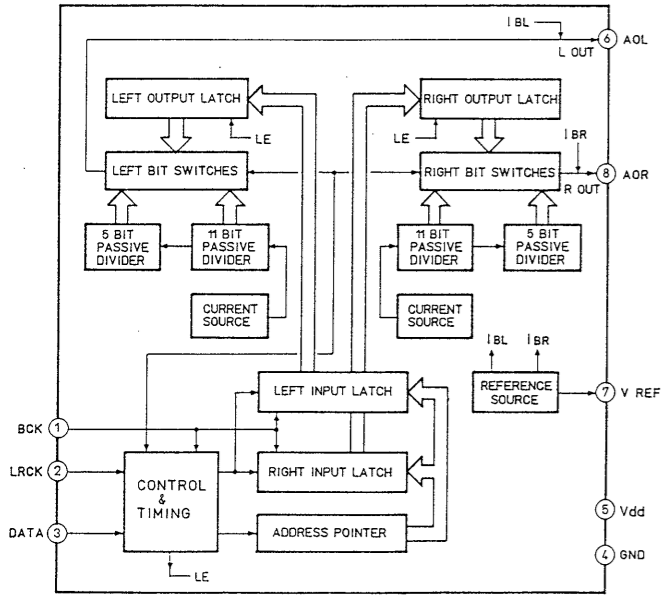 I BL
6 AOL
L OUT
LEFT OUTPUT LATCH
RIGHT OUTPUT LATCH
LE
LE
I BR
LEFT BIT SWITCHES
RIGHT BIT SWITCHES
8 AOR
R OUT
5 BIT
PASSIVE
DIVIDER
11 BIT
PASSIVE
DIVIDER
11 BIT
PASSIVE
DIVIDER
5 BIT
PASSIVE
DIVIDER
CURRENT
SOURCE
CURRENT
SOURCE
I BL
I BR
LEFT INPUT LATCH
REFERENCE
SOURCE
7 V REF
BCK 1
LRCK 2
CONTROL
&
TIMING
RIGHT INPUT LATCH
5 Vdd
DATA 3
ADDRESS POINTER
4 GND
LE